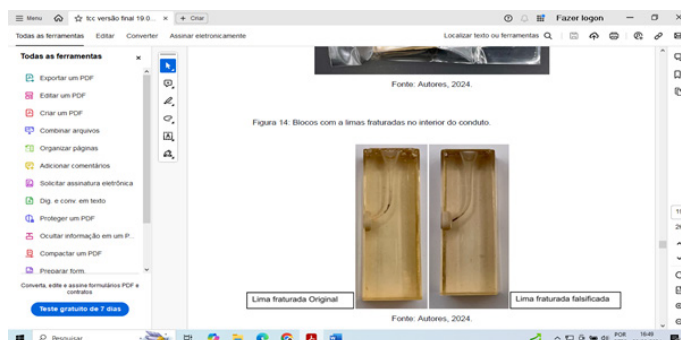 Menu
tcc versão final 19.0...
+ Criar
Fazer logon
Todas as ferramentas
Editar
Converter
Assinar eletronicamente
Localizar texto ou ferramentas
Todas as ferramentas
Exportar um PDF
Editar um PDF
Criar um PDF
Combinar arquivos
Organizar páginas
Adicionar comentários
Solicitar assinatura eletrônica
Dig. e conv. em texto
Proteger um PDF
Ocultar informação em um P...
Compactar um PDF
Preparar form.
Converta, edite e assine formulários PDF e
contratos
Teste gratuito de 7 dias
Fonte: Autores, 2024.
Figura 14: Blocos com a limas fraturadas no interior do conduto.
Lima fraturada Original
Lima fraturada falsificada
Fonte: Autores, 2024.
Pesquisar
POR
16:49